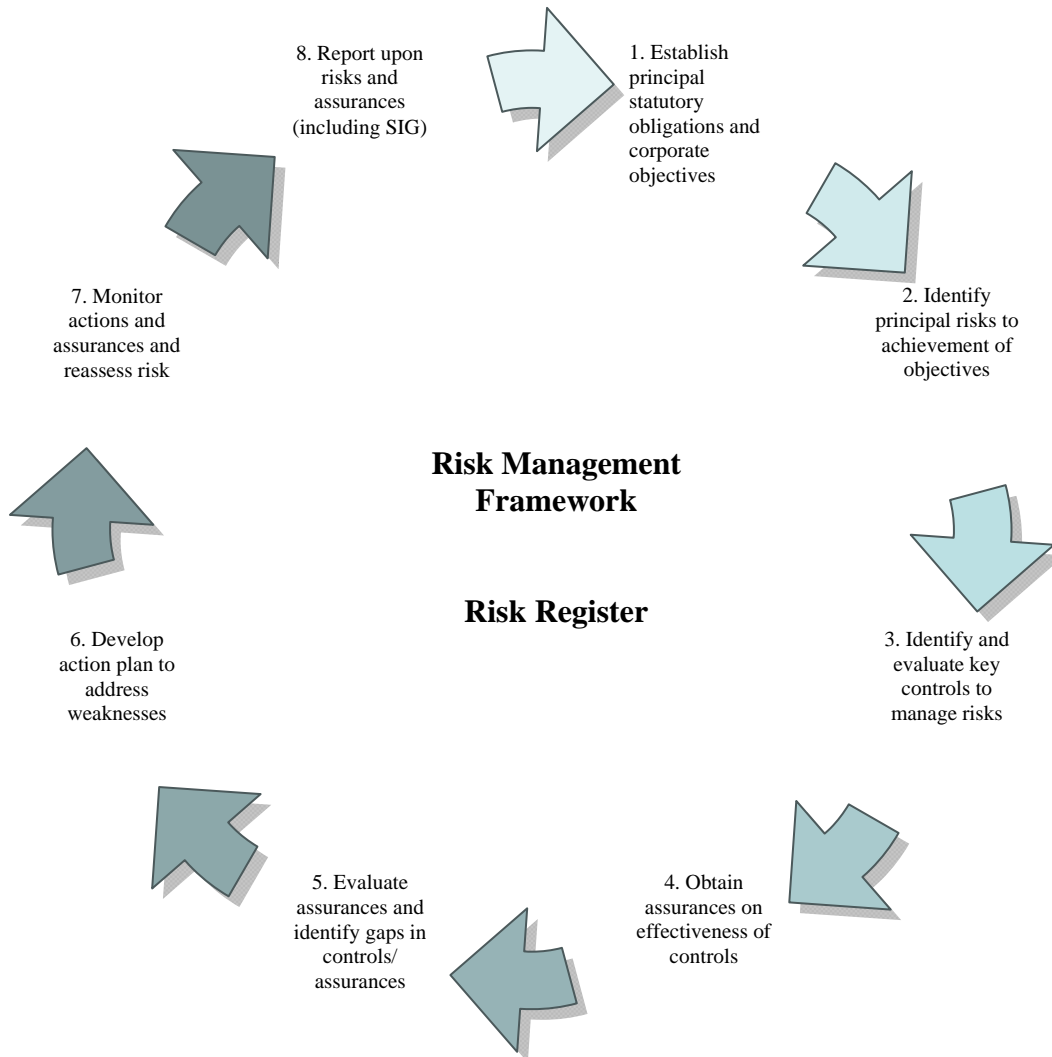 8. Report upon
risks and
assurances
(including SIG)
1. Establish
principal
statutory
obligations and
corporate
objectives
2. Identify
principal risks to
achievement of
objectives
3. Identify and
evaluate key
controls to
manage risks
4. Obtain
assurances on
effectiveness of
controls
5. Evaluate
assurances and
identify gaps in
controls/
assurances
6. Develop
action plan to
address
weaknesses
7. Monitor
actions and
assurances and
reassess risk
Risk Management
Framework
Risk Register